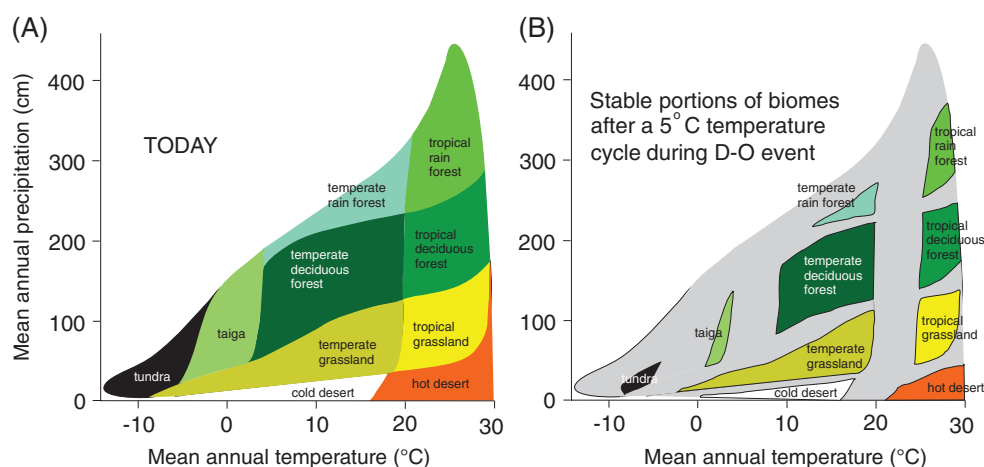 (A)
Mean annual precipitation (cm)
400
300
200
100
0
TODAY
tropical
rain
forest
temperate
rain forest
tropical
deciduous
forest
temperate
deciduous
forest
taiga
temperate
grassland
tropical
grassland
tundra
cold desert
hot desert
-10
0
10
20
30
Mean annual temperature (°C)
(B)
400
300
200
100
0
Stable portions of biomes
after a 5°C temperature
cycle during D-O event
tropical
rain
forest
temperate
rain forest
tropical
deciduous
forest
temperate
deciduous
forest
taiga
temperate
grassland
tropical
grassland
tundra
cold desert
hot desert
-10
0
10
20
30
Mean annual temperature (°C)